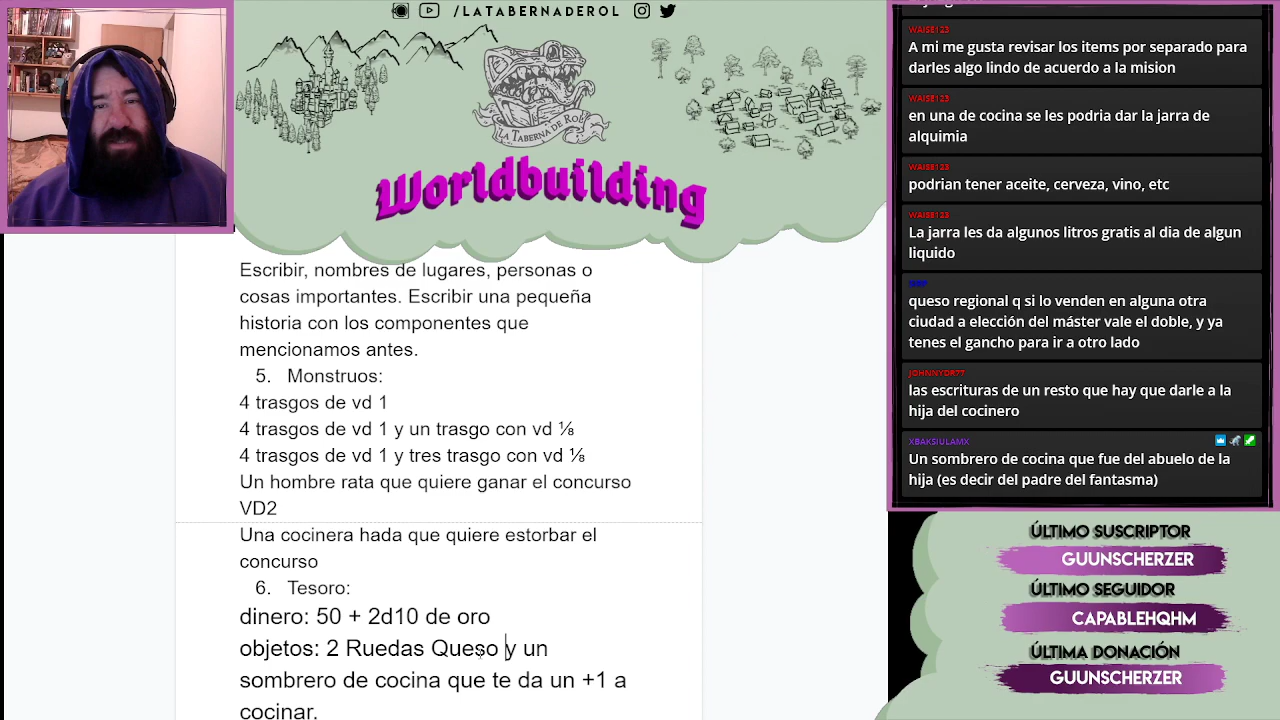 /LATABERNADEROL
LA TABERNA DE ROL
Worldbuilding
Escribir, nombres de lugares, personas o
cosas importantes. Escribir una pequeña
historia con los componentes que
mencionamos antes.
5. Monstruos:
4 trasgos de vd 1
4 trasgos de vd 1 y un trasgo con vd ⅛
4 trasgos de vd 1 y tres trasgo con vd ⅛
Un hombre rata que quiere ganar el concurso
VD2
Una cocinera hada que quiere estorbar el
concurso
6. Tesoro:
dinero: 50 + 2d10 de oro
objetos: 2 Ruedas Queso y un
sombrero de cocina que te da un +1 a
cocinar.
WAISE123
A mi me gusta revisar los items por separado para
darles algo lindo de acuerdo a la mision
WAISE123
en una de cocina se les podria dar la jarra de
alquimia
WAISE123
podrian tener aceite, cerveza, vino, etc
WAISE123
La jarra les da algunos litros gratis al dia de algun
liquido
queso regional q si lo venden en alguna otra
ciudad a elección del máster vale el doble, y ya
tenes el gancho para ir a otro lado
JOHNNYDR77
las escrituras de un resto que hay que darle a la
hija del cocinero
XBAKSIULAMX
Un sombrero de cocina que fue del abuelo de la
hija (es decir del padre del fantasma)
ÚLTIMO SUSCRIPTOR
GUUNSCHERZER
ÚLTIMO SEGUIDOR
CAPABLEHQHM
ÚLTIMA DONACIÓN
GUUNSCHERZER